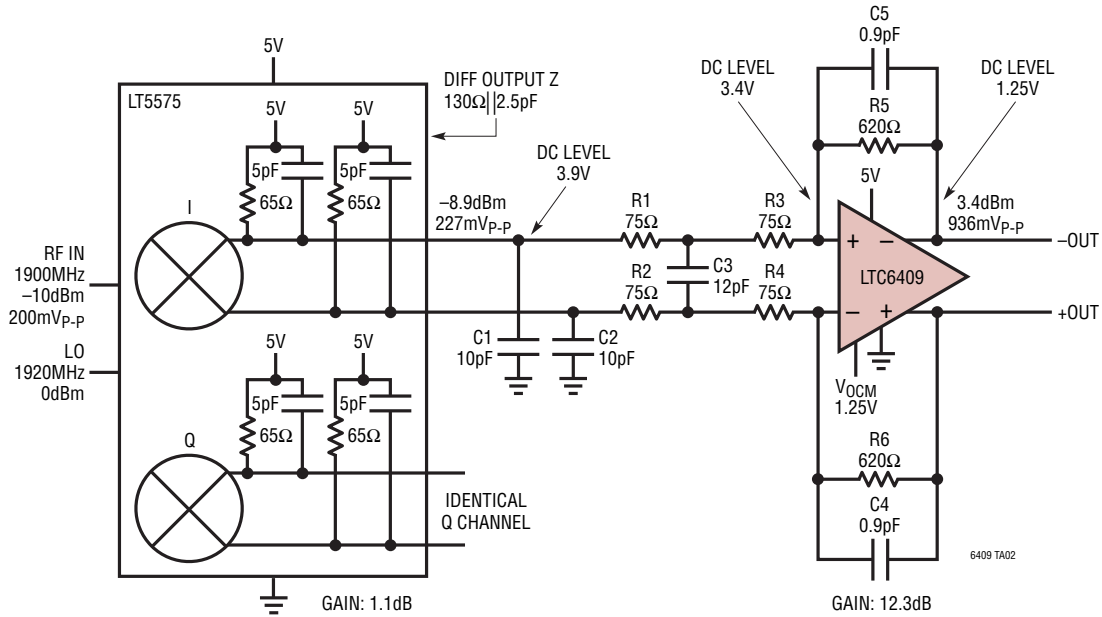 5V
LT5575
DIFF OUTPUT Z
130Ω||2.5pF
5V
5V
5pF
65Ω
5pF
65Ω
I
DC LEVEL
3.9V
–8.9dBm
227mVP-P
RF IN
1900MHz
–10dBm
200mVP-P
LO
1920MHz
0dBm
R1
75Ω
R2
75Ω
C3
12pF
R3
75Ω
R4
75Ω
C1
10pF
C2
10pF
DC LEVEL
3.4V
C5
0.9pF
R5
620Ω
DC LEVEL
1.25V
5V
3.4dBm
936mVP-P
+ –
LTC6409
– +
–OUT
+OUT
VOCM
1.25V
R6
620Ω
C4
0.9pF
5V
5V
5pF
65Ω
5pF
65Ω
Q
IDENTICAL
Q CHANNEL
6409 TA02
GAIN: 1.1dB
GAIN: 12.3dB